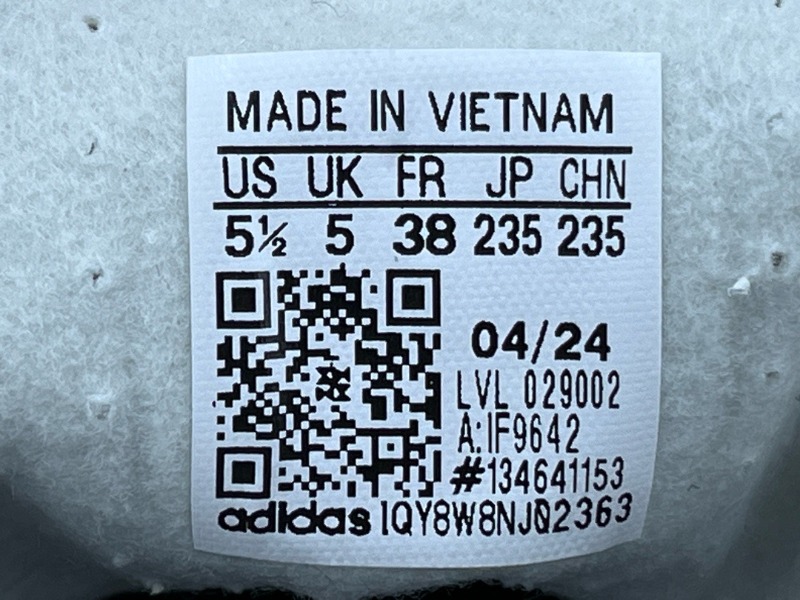 MADE IN VIETNAM
US UK FR JP CHN
5½ 5 38 235 235
04/24
LVL 029002
A:IF9642
#134641153
adidas 1QY8W8NJ02363